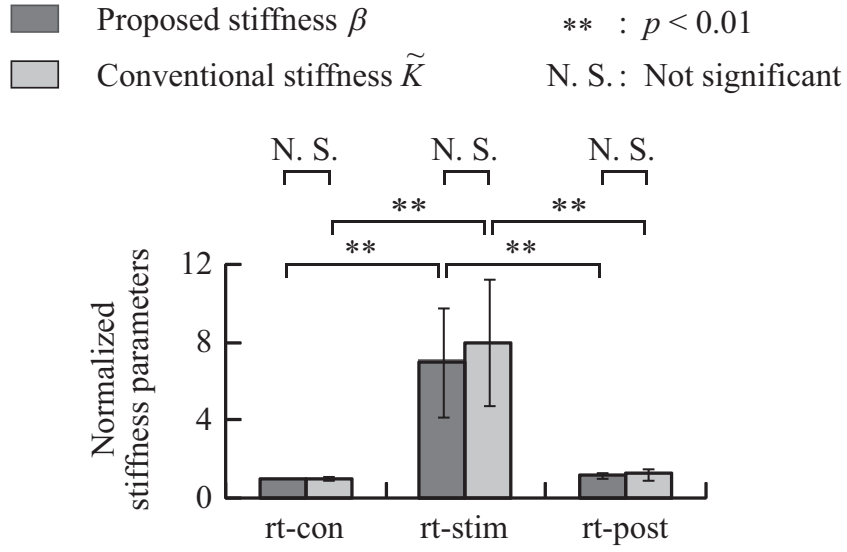 Proposed stiffness β
** : p < 0.01
Conventional stiffness K̃
N. S. : Not significant
N. S. N. S. N. S.
** **
** **
Normalized
stiffness parameters
12
8
4
0
rt-con rt-stim rt-post